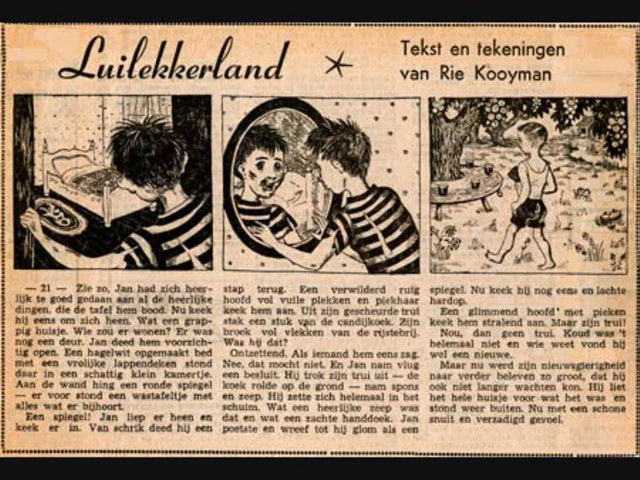 Luilekkerland
Tekst en tekeningen
van Rie Kooyman
— 21 — Zie zo, Jan had zich heer-
lijk te goed gedaan aan al de heerlijke
dingen, die de tafel hem bood. Nu keek
hij eens om zich heen. Wat een grap-
pig huisje. Wie zou er wonen? Er was
nog een deur. Jan deed hem voorzich-
tig open. Een hagelwit opgemaakt bed
met een vrolijke lappendeken stond
daar in een schattig klein kamertje.
Aan de wand hing een ronde spiegel
— er voor stond een wastafeltje met
alles wat er bijhoort.
Een spiegel! Jan liep er heen en
keek er in. Van schrik deed hij een
stap terug. Een verwilderd ruig
hoofd vol vuile plekken en piekhaar
keek hem aan. Uit zijn gescheurde trui
stak een stuk van de candijkoek. Zijn
broek vol vlekken van de rijstebrij.
Was hij dat?
Ontzettend. Als iemand hem eens zag.
Nee, dat mocht niet. En Jan nam vlug
een besluit. Hij trok zijn trui uit — de
koek rolde op de grond — nam spons
en zeep. Hij zette zich helemaal in het
schuim. Wat een heerlijke zeep was
dat en wat een zachte handdoek. Jan
poetste en wreef tot hij glom als een
spiegel. Nu keek hij nog eens en lachte
hardop.
Een glimmend hoofd met pieken
keek hem stralend aan. Maar zijn trui!
Nou, dan geen trui. Koud was 't
helemaal niet en wie weet vond hij
wel een nieuwe.
Maar nu werd zijn nieuwsgierigheid
naar verder beleven zo groot, dat hij
ook niet langer wachten kon. Hij liet
het hele huisje voor wat het was en
stond weer buiten. Nu met een schone
snuit en verzadigd gevoel.